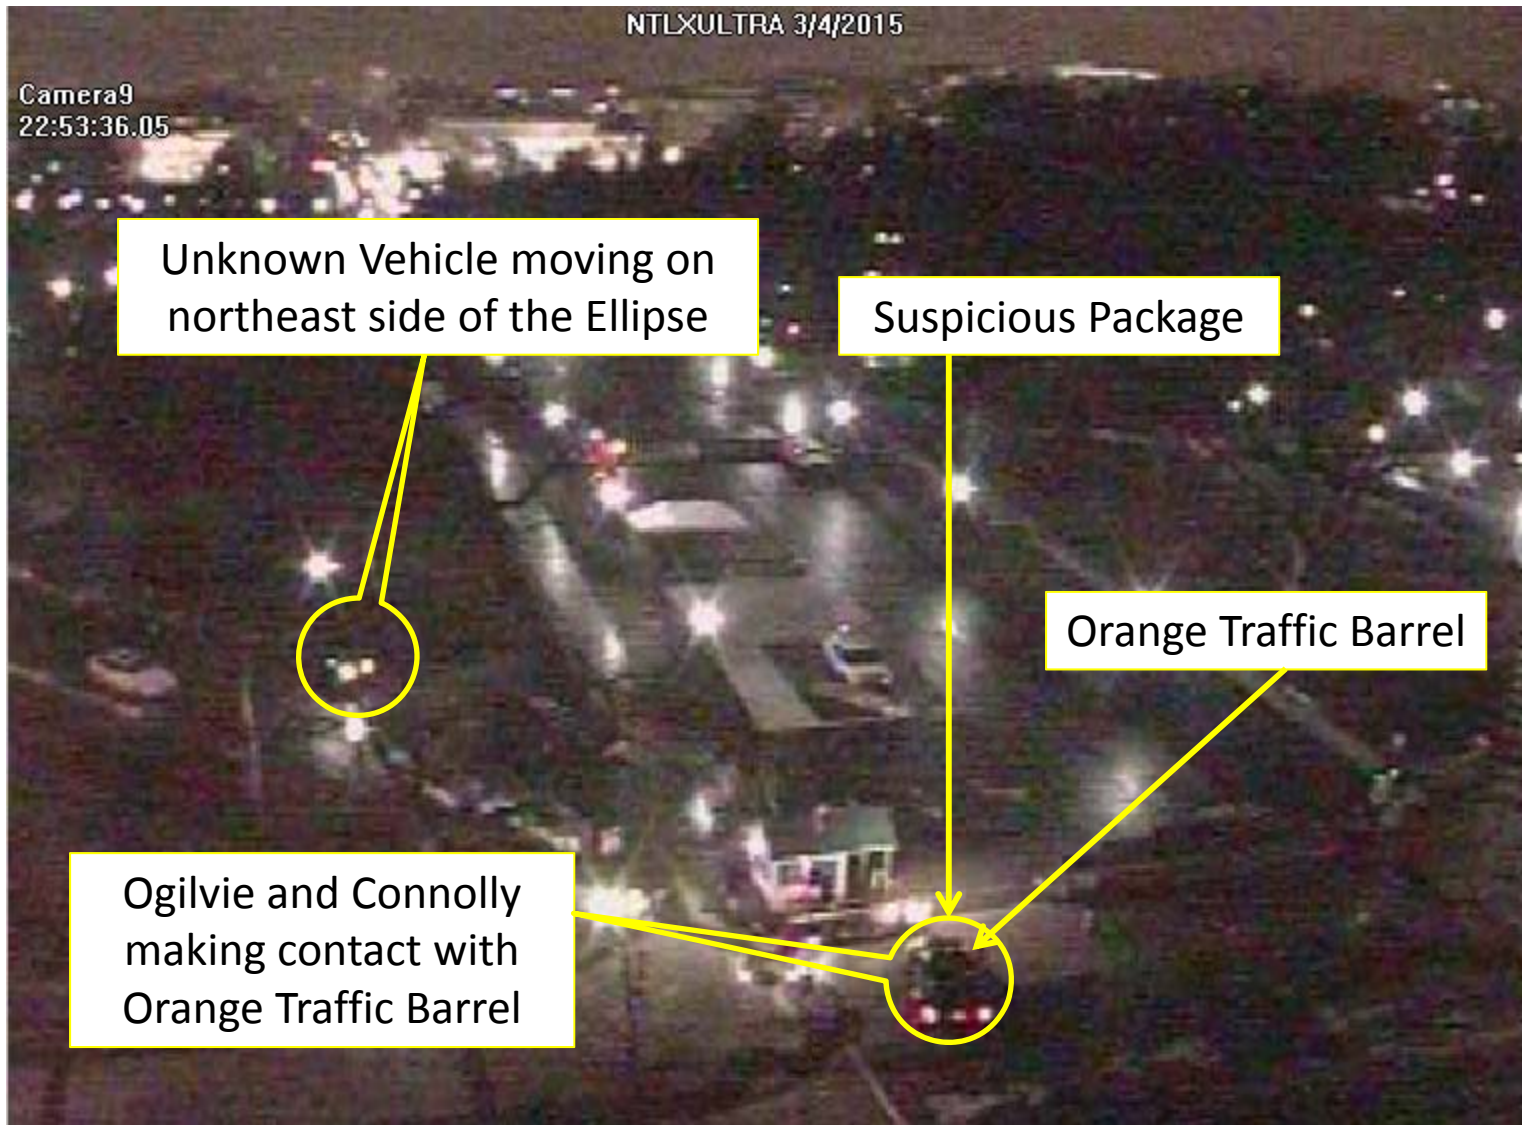 NTLXULTRA 3/4/2015
Camera9
22:53:36.05
Unknown Vehicle moving on
northeast side of the Ellipse
Suspicious Package
Orange Traffic Barrel
Ogilvie and Connolly
making contact with
Orange Traffic Barrel